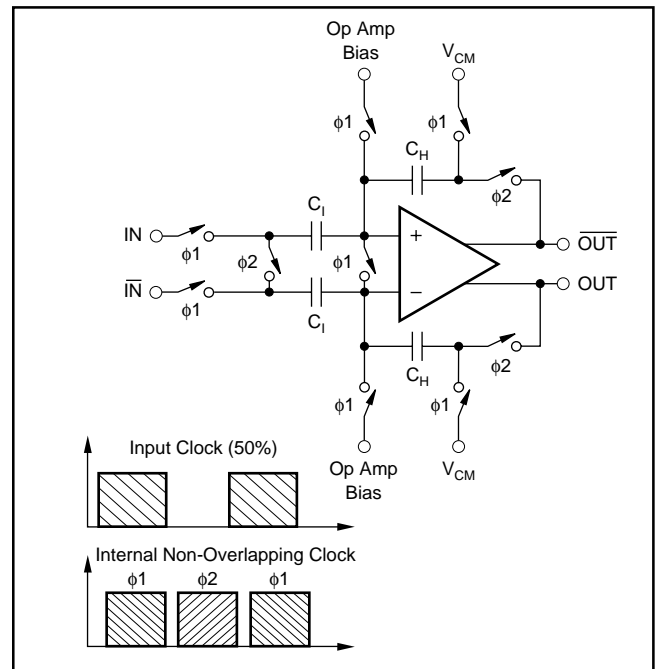 Op Amp
Bias
V_CM
ϕ1
ϕ1
C_H
ϕ2
C_I
IN
ϕ1
ϕ2
ϕ1
+
OUT̅
IN̅
ϕ1
C_I
−
OUT
C_H
ϕ2
ϕ1
ϕ1
Op Amp
Bias
V_CM
Input Clock (50%)
Internal Non-Overlapping Clock
ϕ1
ϕ2
ϕ1